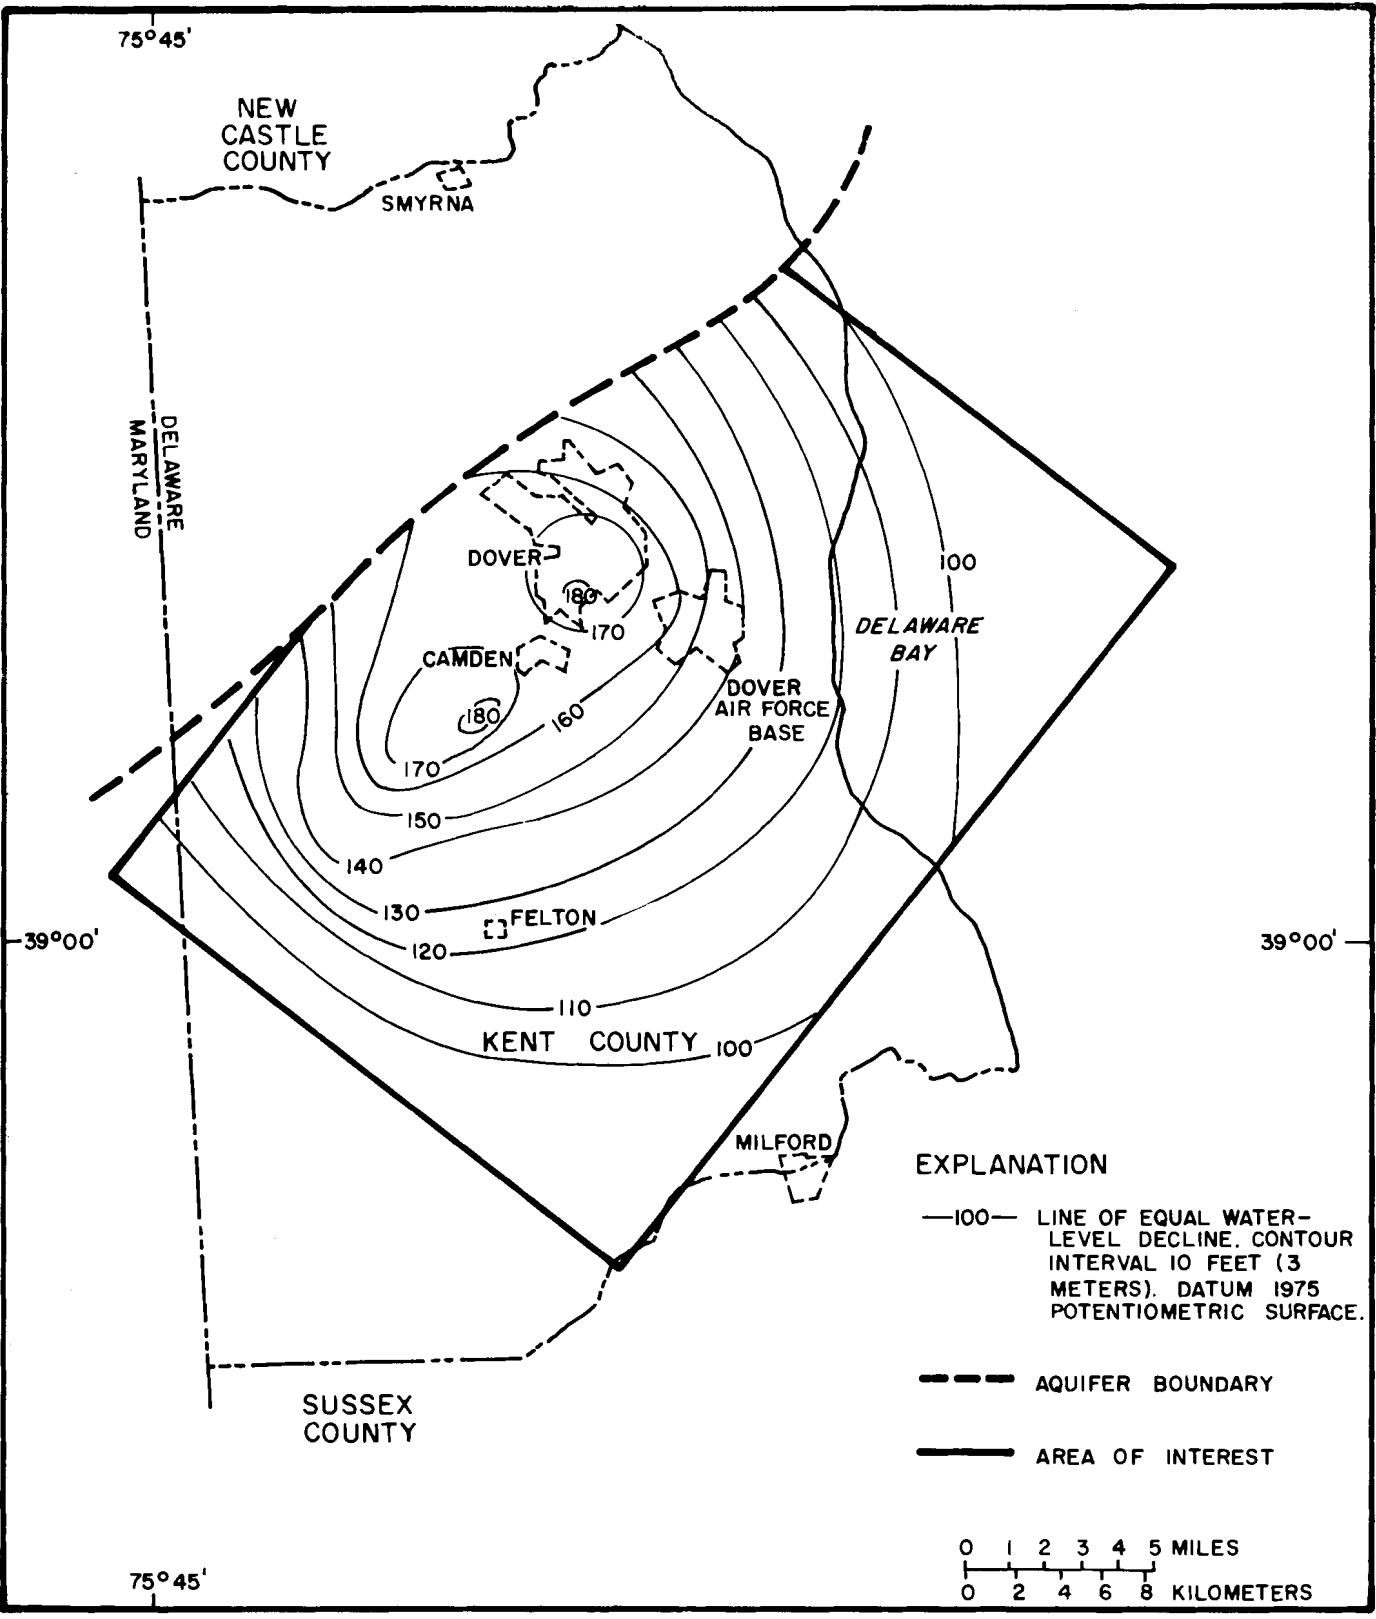 75°45'
NEW
CASTLE
COUNTY
SMYRNA
DELAWARE
MARYLAND
DOVER
100
180
170
DELAWARE
BAY
CAMDEN
DOVER
AIR FORCE
BASE
180
160
170
150
140
130
FELTON
120
39°00'
39°00'
110
KENT COUNTY
100
MILFORD
EXPLANATION
—100— LINE OF EQUAL WATER-
LEVEL DECLINE. CONTOUR
INTERVAL 10 FEET (3
METERS). DATUM 1975
POTENTIOMETRIC SURFACE.
AQUIFER BOUNDARY
SUSSEX
COUNTY
AREA OF INTEREST
0 1 2 3 4 5 MILES
0 2 4 6 8 KILOMETERS
75°45'